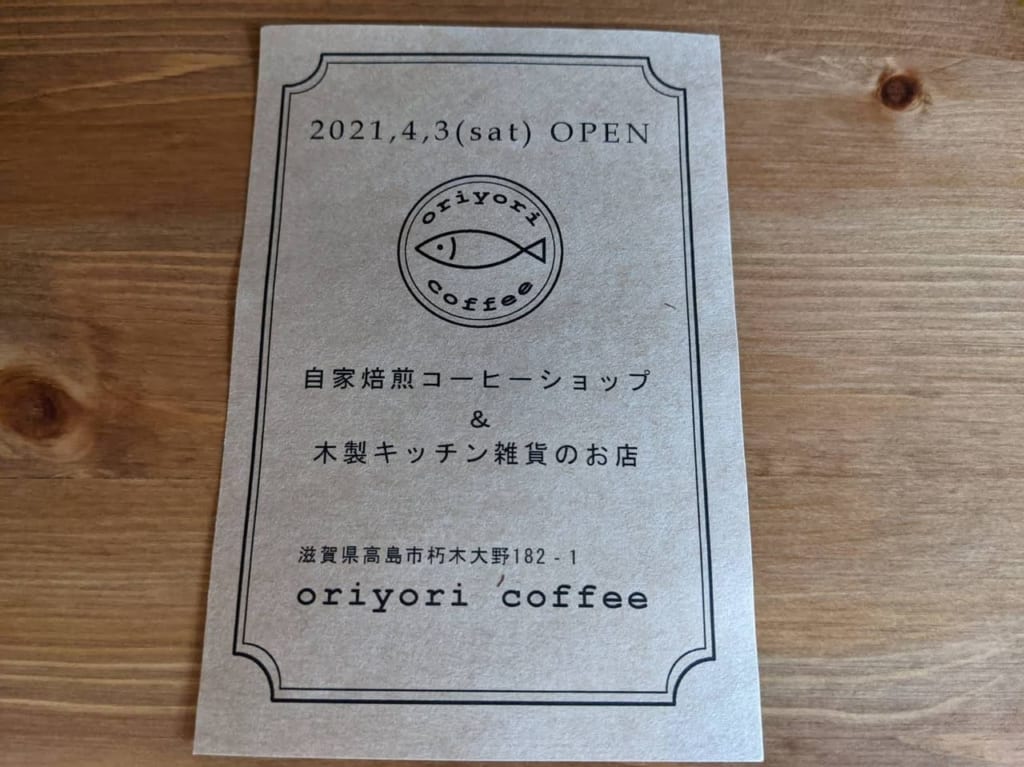 2021,4,3(sat) OPEN
oriyori
coffee
自家焙煎コーヒーショップ
&
木製キッチン雑貨のお店
滋賀県高島市朽木大野182-1
oriyori coffee